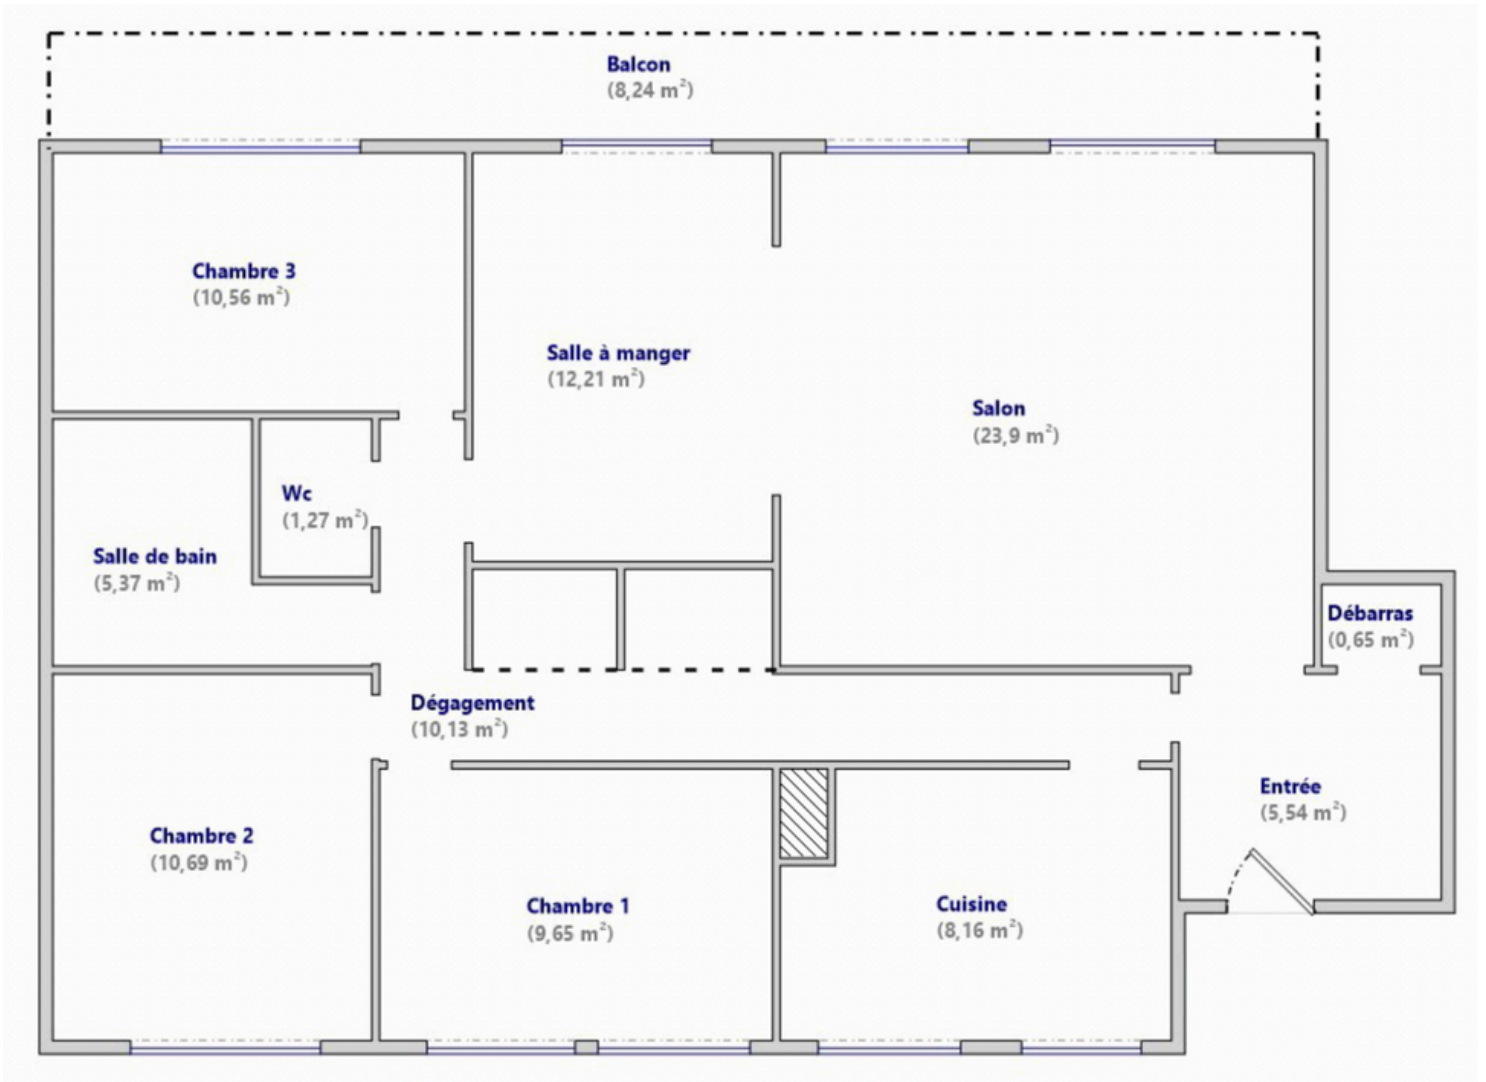 Balcon
(8,24 m²)
Chambre 3
(10,56 m²)
Salle à manger
(12,21 m²)
Salon
(23,9 m²)
Wc
(1,27 m²)
Salle de bain
(5,37 m²)
Débarras
(0,65 m²)
Dégagement
(10,13 m²)
Entrée
(5,54 m²)
Chambre 2
(10,69 m²)
Chambre 1
(9,65 m²)
Cuisine
(8,16 m²)